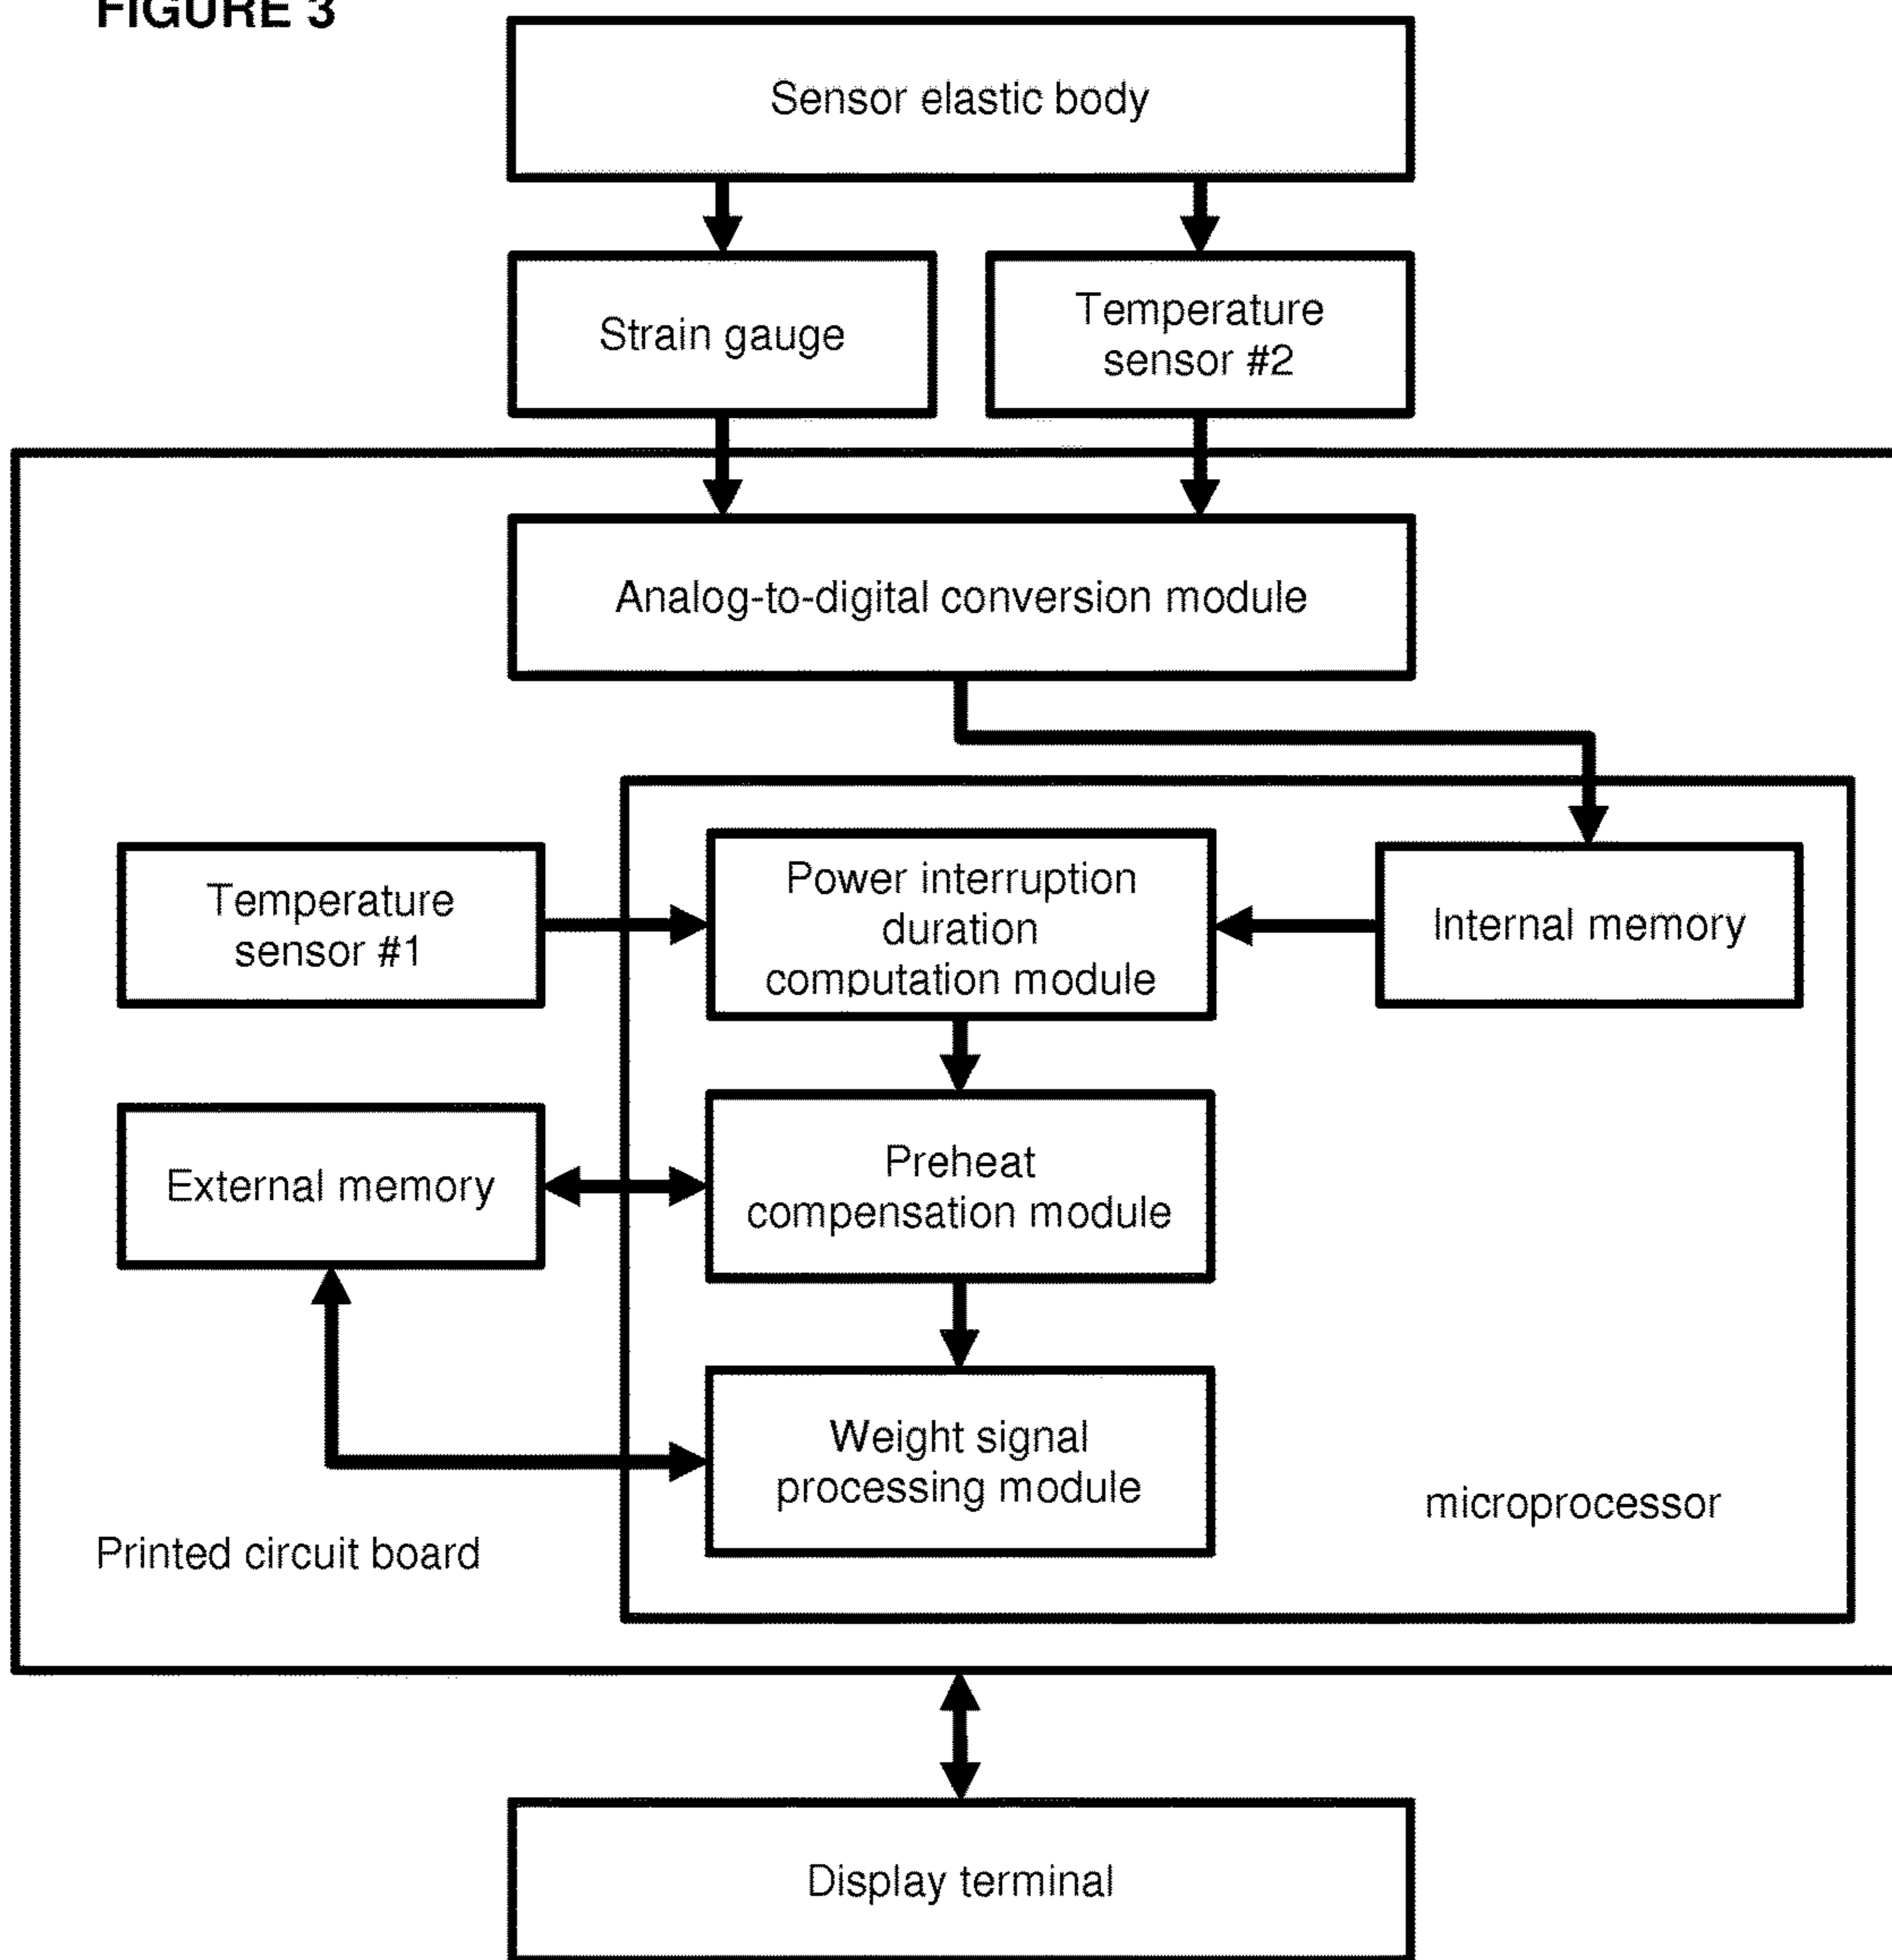 FIGURE 3
Sensor elastic body
Strain gauge
Temperature
sensor #2
Analog-to-digital conversion module
Temperature
sensor #1
Power interruption
duration
computation module
Internal memory
External memory
Preheat
compensation module
Weight signal
processing module
microprocessor
Printed circuit board
Display terminal